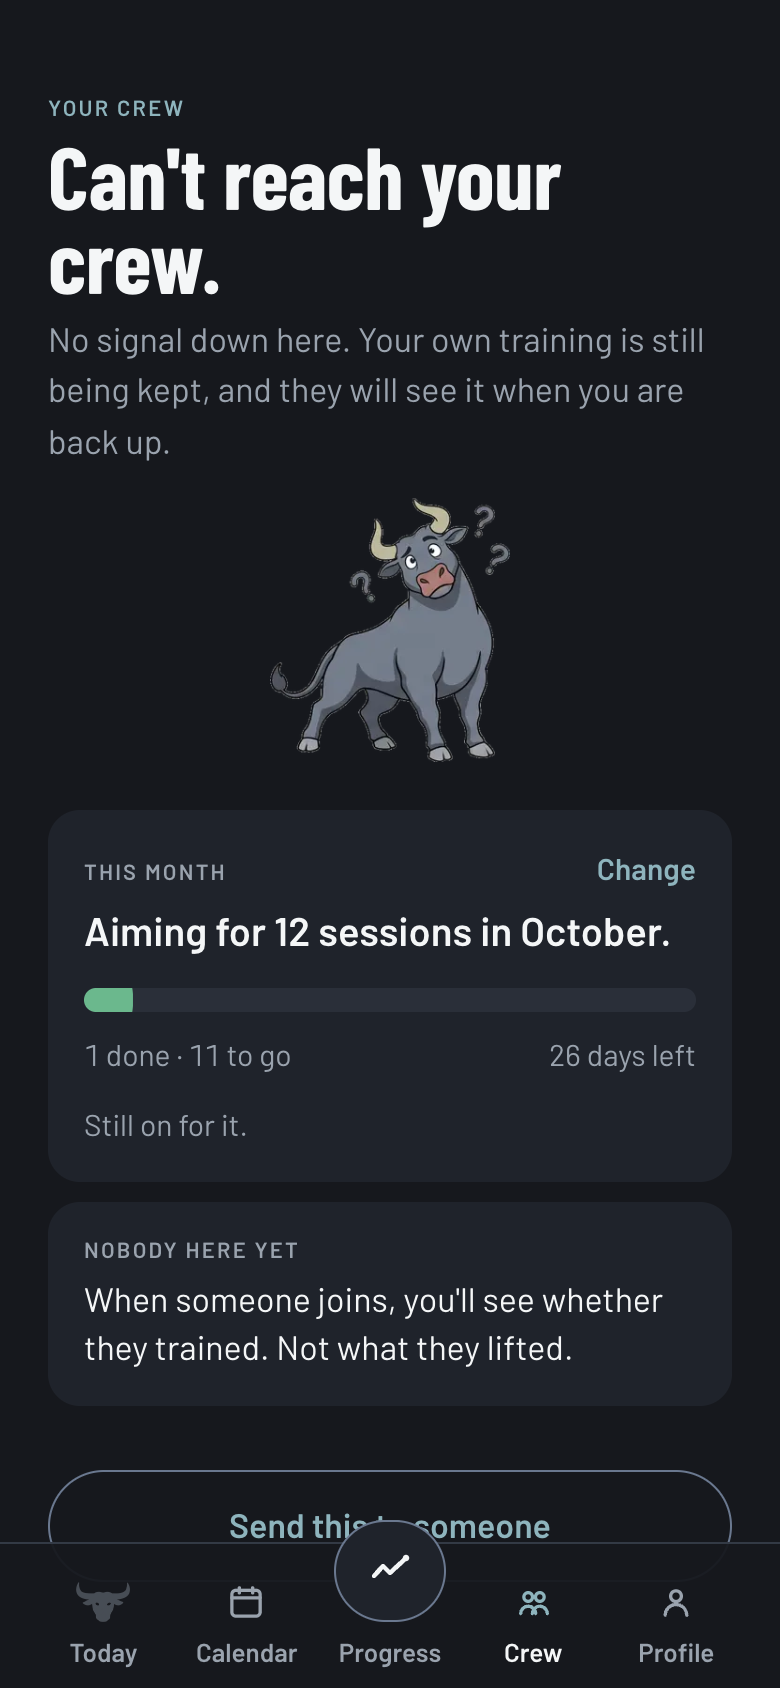 YOUR CREW
Can't reach your
crew.
No signal down here. Your own training is still
being kept, and they will see it when you are
back up.
? ? ?
THIS MONTH
Change
Aiming for 12 sessions in October.
1 done · 11 to go
26 days left
Still on for it.
NOBODY HERE YET
When someone joins, you'll see whether
they trained. Not what they lifted.
Send this someone
Today
Calendar
Progress
Crew
Profile